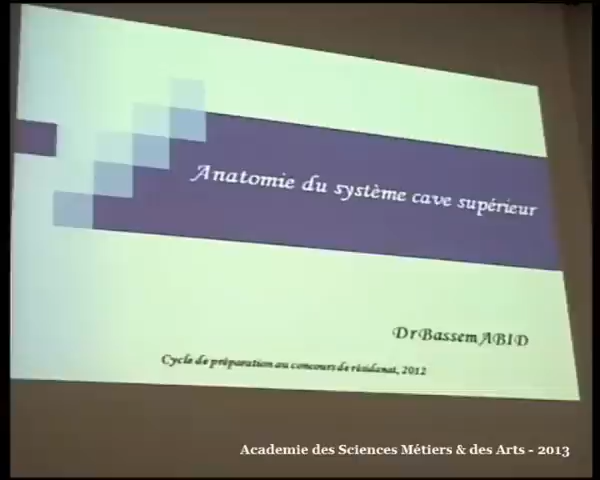 Anatomie du système cave supérieur
Dr Bassem ABID
Cycle de préparation au concours de résidanat, 2012
Academie des Sciences Métiers & des Arts - 2013